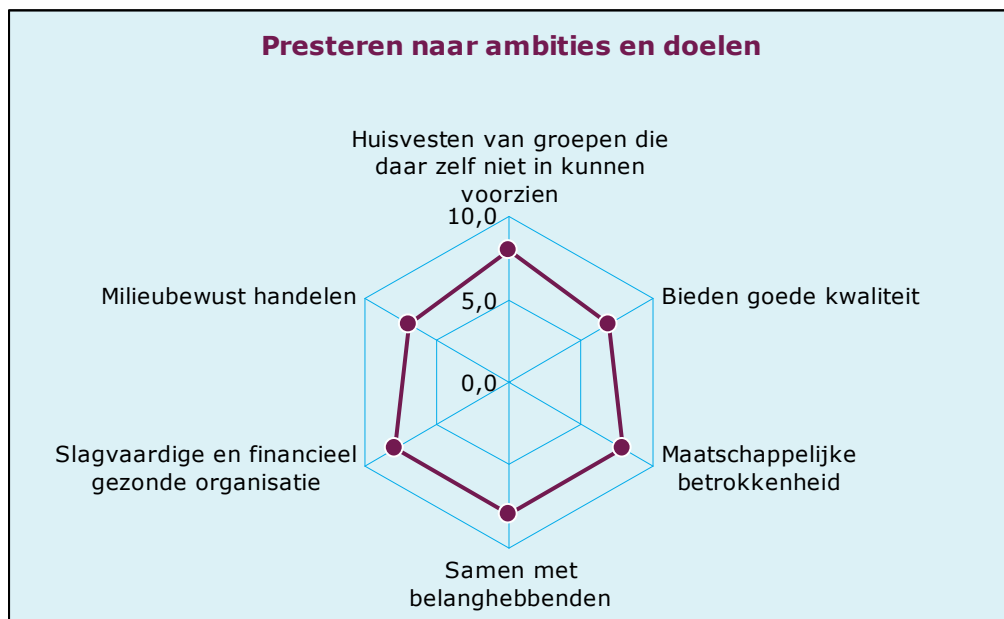 Presteren naar ambities en doelen
Huisvesten van groepen die
daar zelf niet in kunnen
voorzien
10,0
Milieubewust handelen
5,0
Bieden goede kwaliteit
0,0
Slagvaardige en financieel
gezonde organisatie
Maatschappelijke
betrokkenheid
Samen met
belanghebbenden